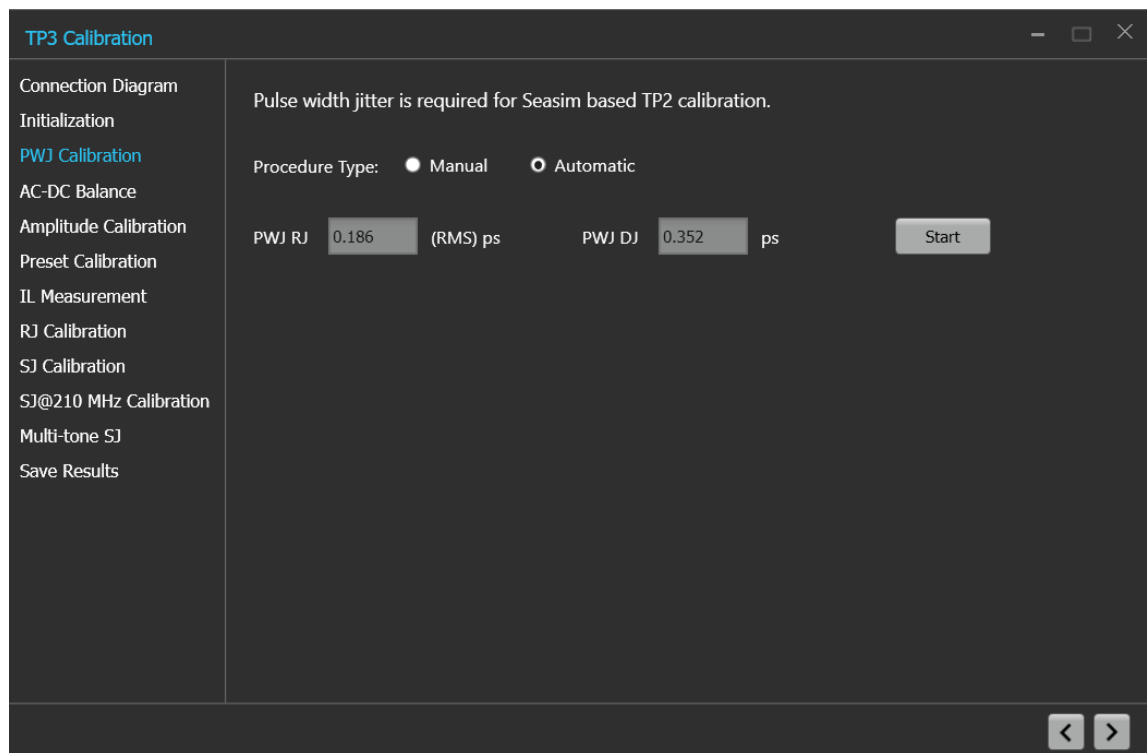 TP3 Calibration
Connection Diagram
Initialization
PWJ Calibration
AC-DC Balance
Amplitude Calibration
Preset Calibration
IL Measurement
RJ Calibration
SJ Calibration
SJ@210 MHz Calibration
Multi-tone SJ
Save Results
Pulse width jitter is required for Seasim based TP2 calibration.
Procedure Type: Manual Automatic
PWJ RJ 0.186 (RMS) ps PWJ DJ 0.352 ps Start